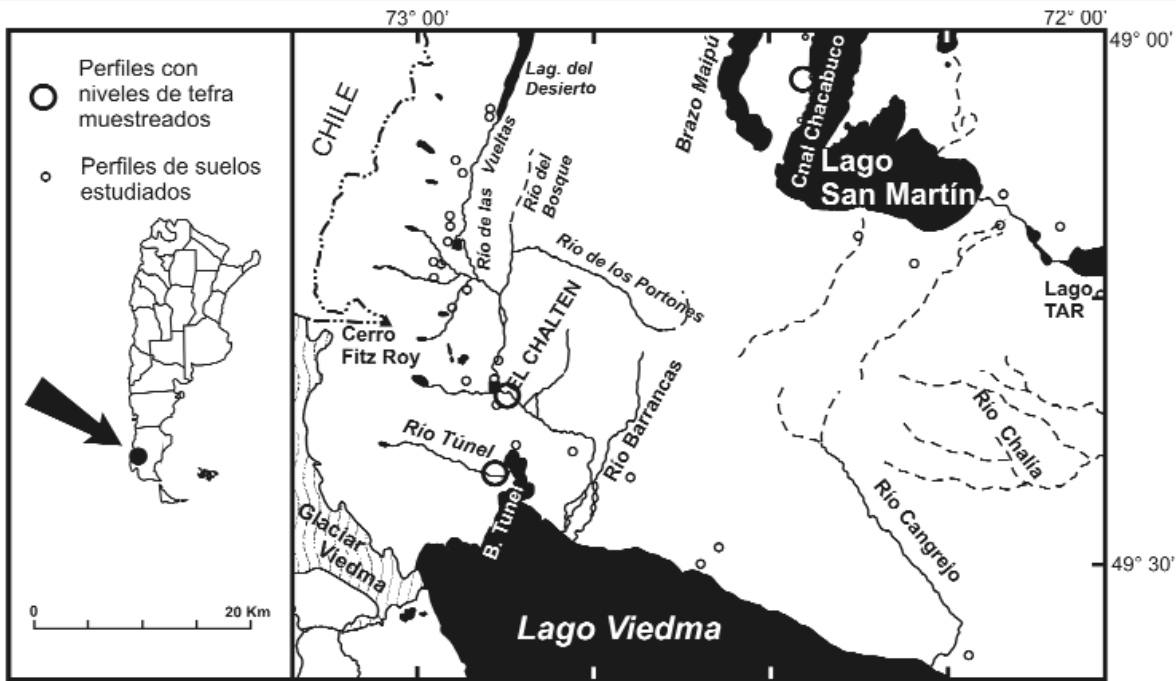 73° 00'
72° 00'
49° 00'
Perfiles con
niveles de tefra
muestreados
Perfiles de suelos
estudiados
0
20 Km
CHILE
Lag. del
Desierto
Río de las Vueltas
Río del
Bosque
Brazo Maipú
Cnal Chacabuco
Lago
San Martín
Río de los Portones
Lago
TAR
Cerro
Fitz Roy
EL CHALTEN
Río Barrancas
Río Túnel
B. Tunel
Río Chalía
Río Cangrejo
Glaciar
Viedma
49° 30'
Lago Viedma